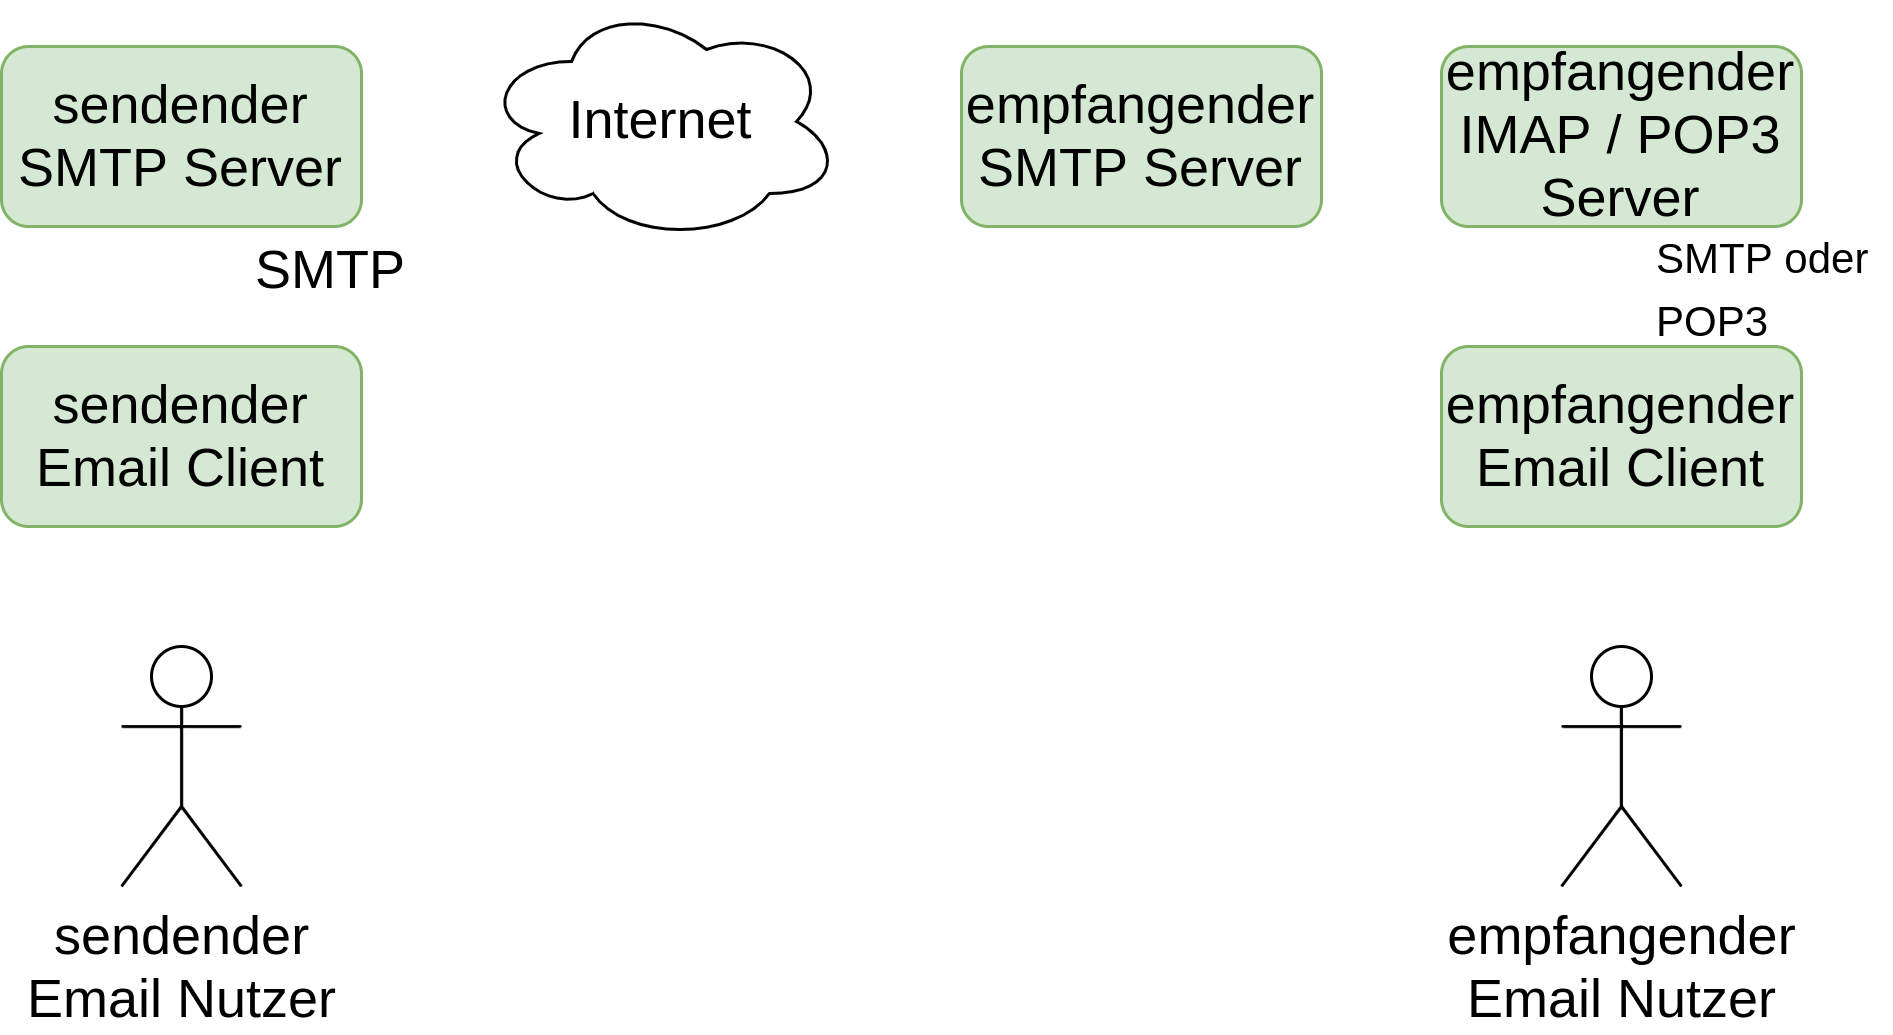 sendender
SMTP Server
Internet
empfangender
SMTP Server
empfangender
IMAP / POP3
Server
SMTP
SMTP oder
POP3
sendender
Email Client
empfangender
Email Client
sendender
Email Nutzer
empfangender
Email Nutzer